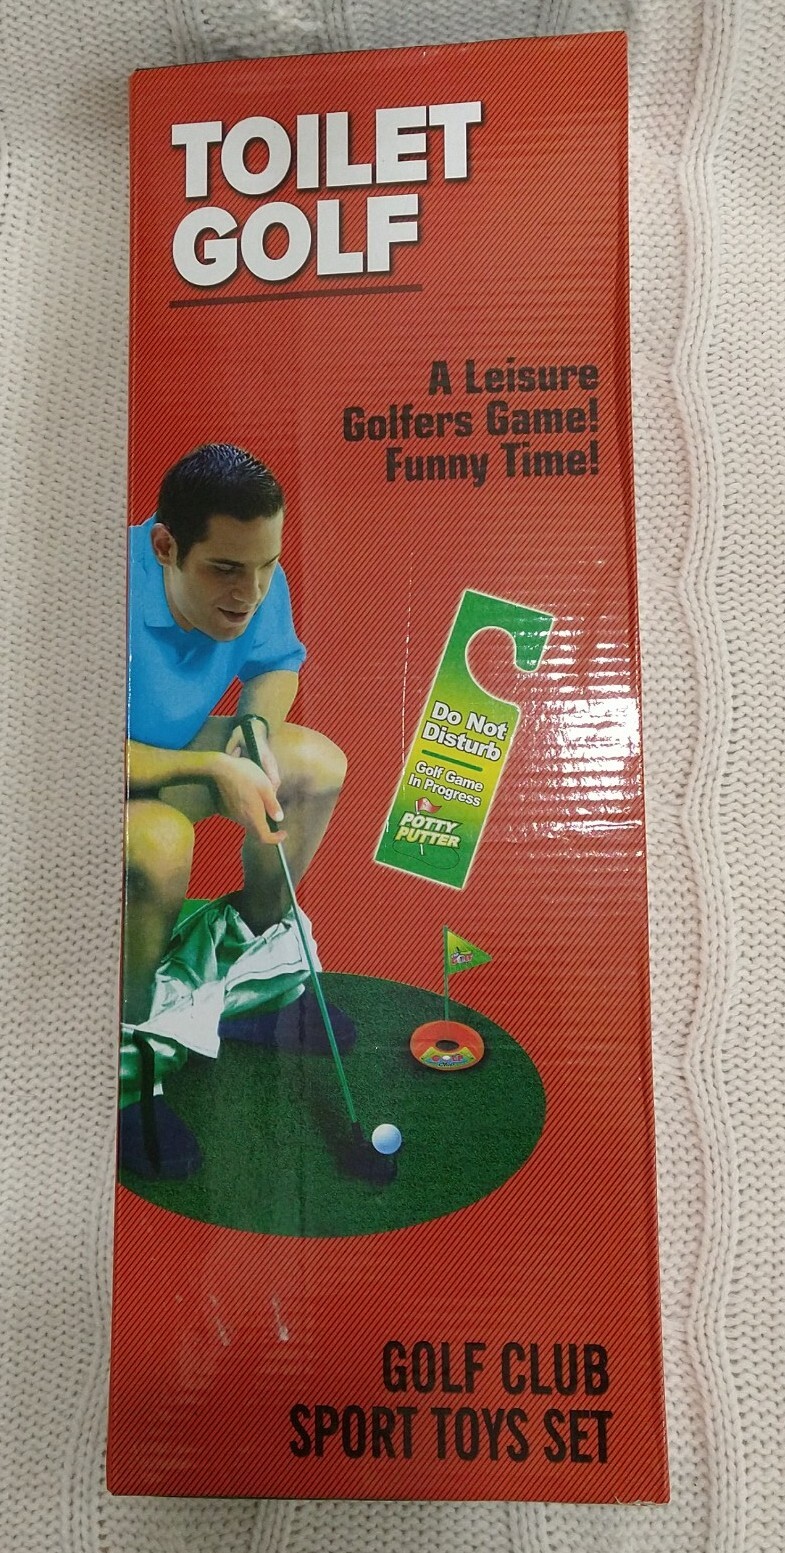 TOILET
GOLF
A Leisure
Golfers Game!
Funny Time!
Do Not
Disturb
Golf Game
In Progress
POTTY
PUTTER
GOLF
GOLF CLUB
SPORT TOYS SET